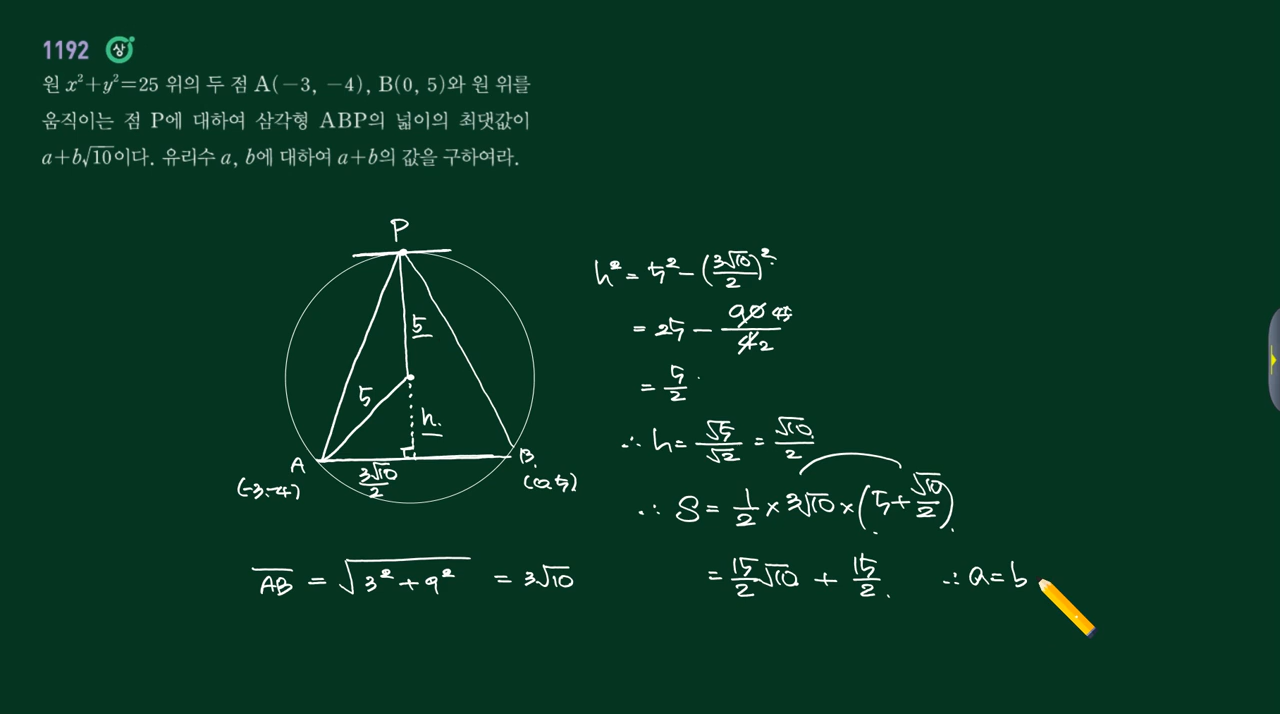 1192 상
원 x²+y²=25 위의 두 점 A(−3, −4), B(0, 5)와 원 위를
움직이는 점 P에 대하여 삼각형 ABP의 넓이의 최댓값이
a+b√10이다. 유리수 a, b에 대하여 a+b의 값을 구하여라.
P
5
5
h
A
B
(-3,-4)
3√10/2
(0,5)
h² = 5² − (3√10/2)²
= 25 − 90/4 45/2
= 5/2
∴ h = √5/√2 = √10/2
∴ S = 1/2 × 3√10 × (5 + √10/2)
AB = √(3² + 9²) = 3√10
= 15/2 √10 + 15/2. ∴ a = b